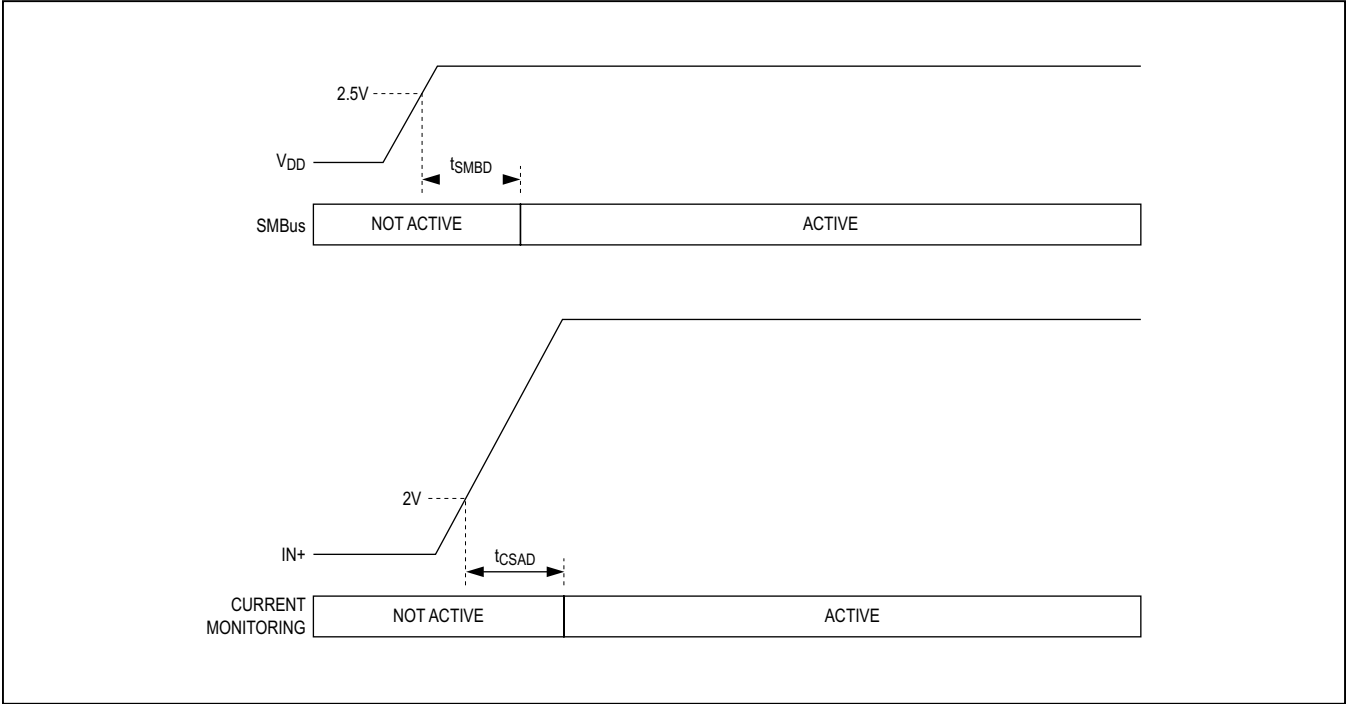 2.5V
VDD
tSMBD
SMBus
NOT ACTIVE
ACTIVE
2V
IN+
tCSAD
CURRENT
MONITORING
NOT ACTIVE
ACTIVE